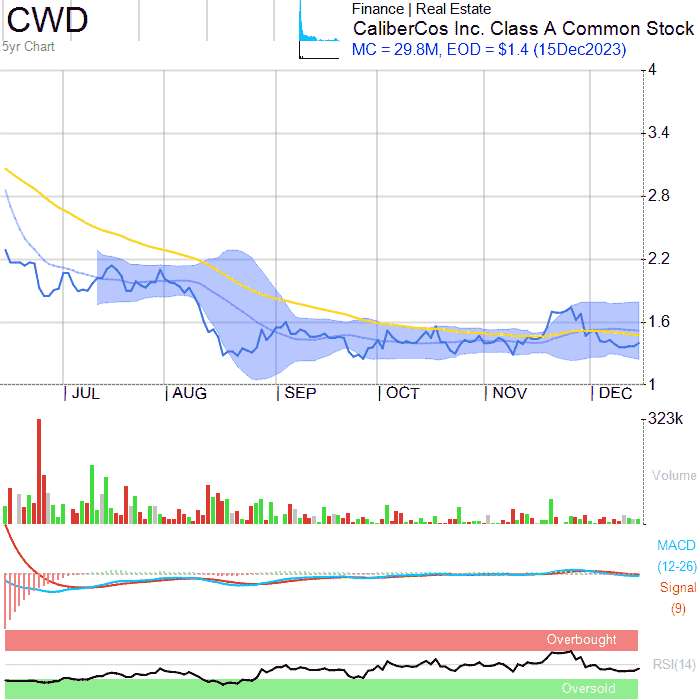 CWD
5yr Chart
Finance | Real Estate
CaliberCos Inc. Class A Common Stock
MC = 29.8M, EOD = $1.4 (15Dec2023)
4
3.4
2.8
2.2
1.6
1
JUL AUG SEP OCT NOV DEC
323k
Volume
MACD
(12-26)
Signal
(9)
Overbought
RSI(14)
Oversold